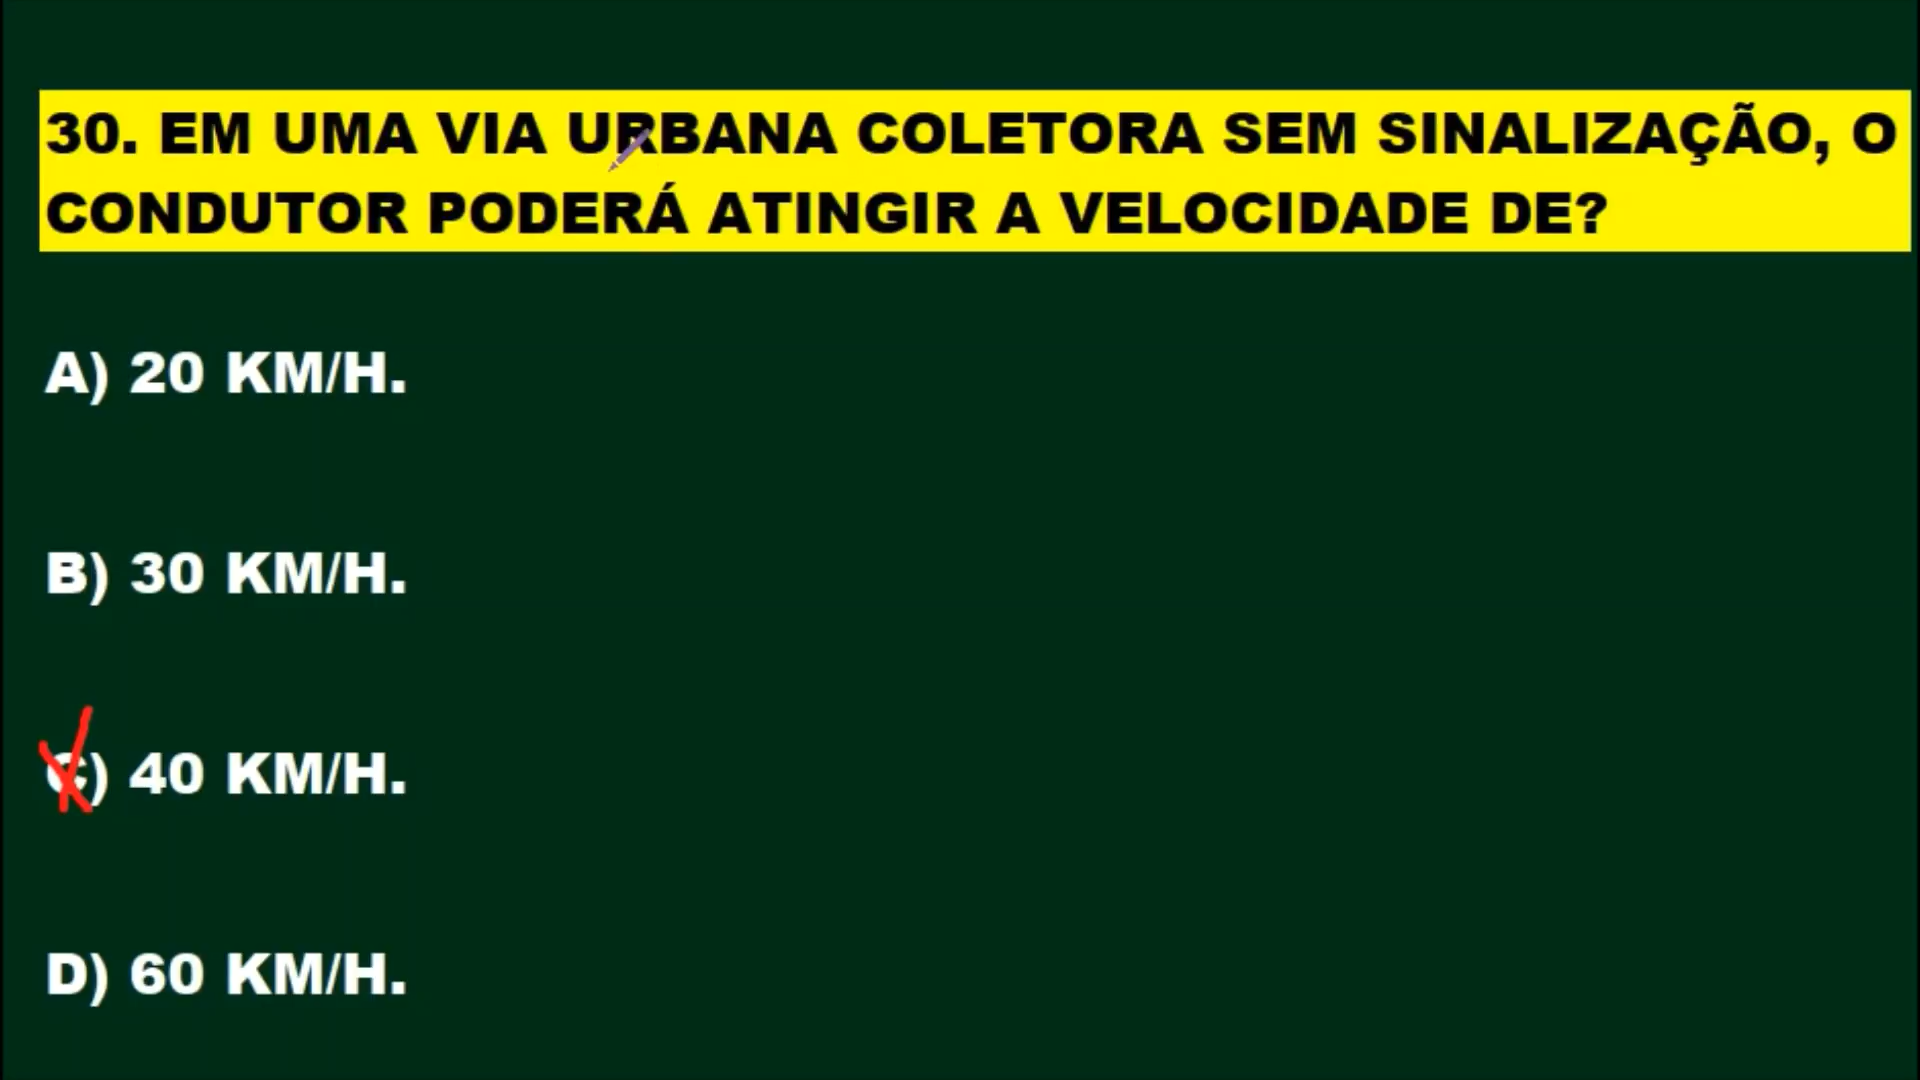 30. EM UMA VIA URBANA COLETORA SEM SINALIZAÇÃO, O
CONDUTOR PODERÁ ATINGIR A VELOCIDADE DE?
A) 20 KM/H.
B) 30 KM/H.
C) 40 KM/H.
D) 60 KM/H.